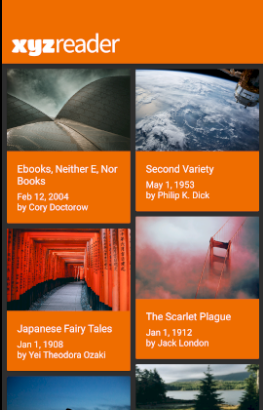 xyzreader
Ebooks, Neither E, Nor
Books
Feb 12, 2004
by Cory Doctorow
Second Variety
May 1, 1953
by Philip K. Dick
Japanese Fairy Tales
Jan 1, 1908
by Yei Theodora Ozaki
The Scarlet Plague
Jan 1, 1912
by Jack London